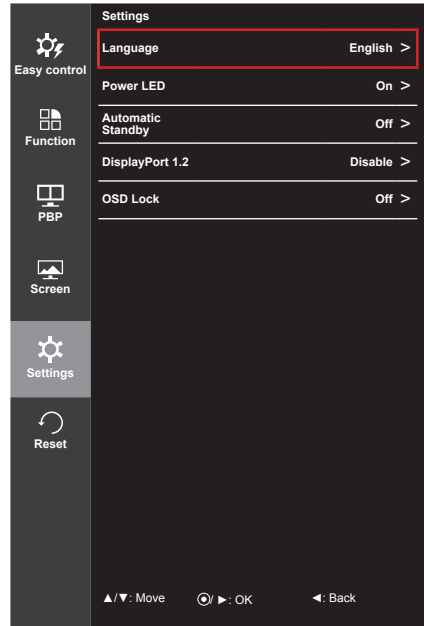 Settings
Easy control
Function
PBP
Screen
Settings
Reset
Language English >
Power LED On >
Automatic
Standby Off >
DisplayPort 1.2 Disable >
OSD Lock Off >
▲/▼: Move ◉/ ►: OK ◄: Back